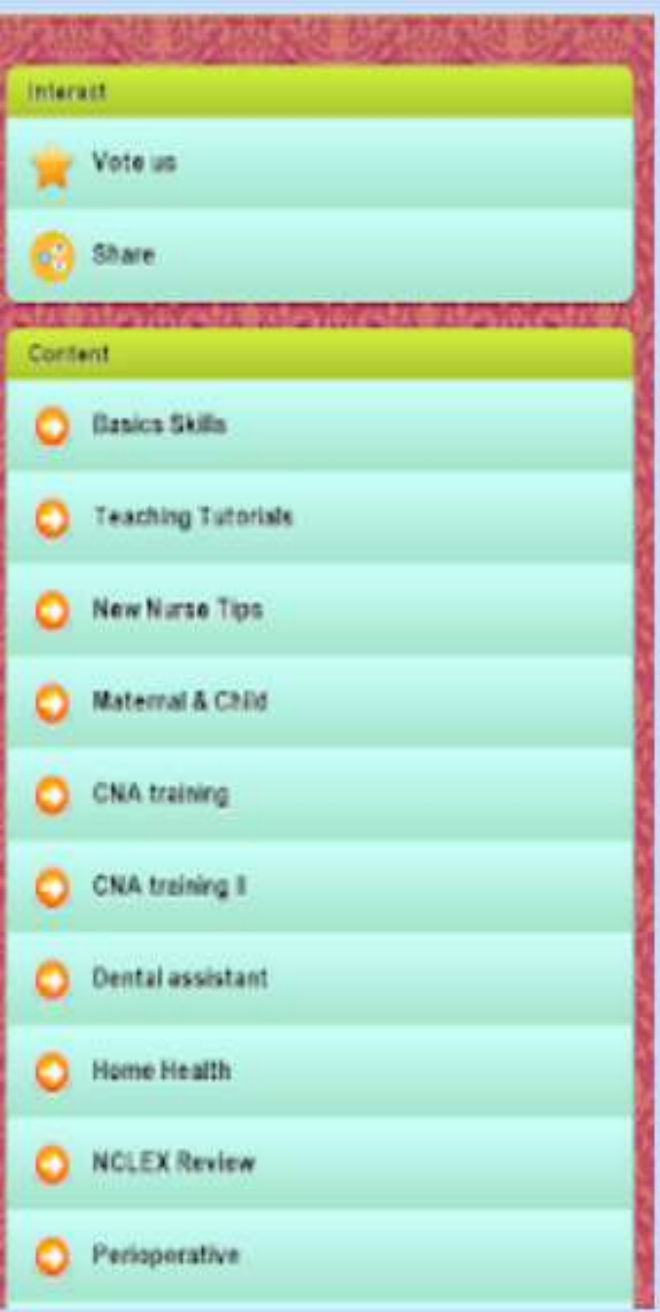 Interact
Vote us
Share
Content
Basics Skills
Teaching Tutorials
New Nurse Tips
Maternal & Child
CNA training
CNA training II
Dental assistant
Home Health
NCLEX Review
Perioperative